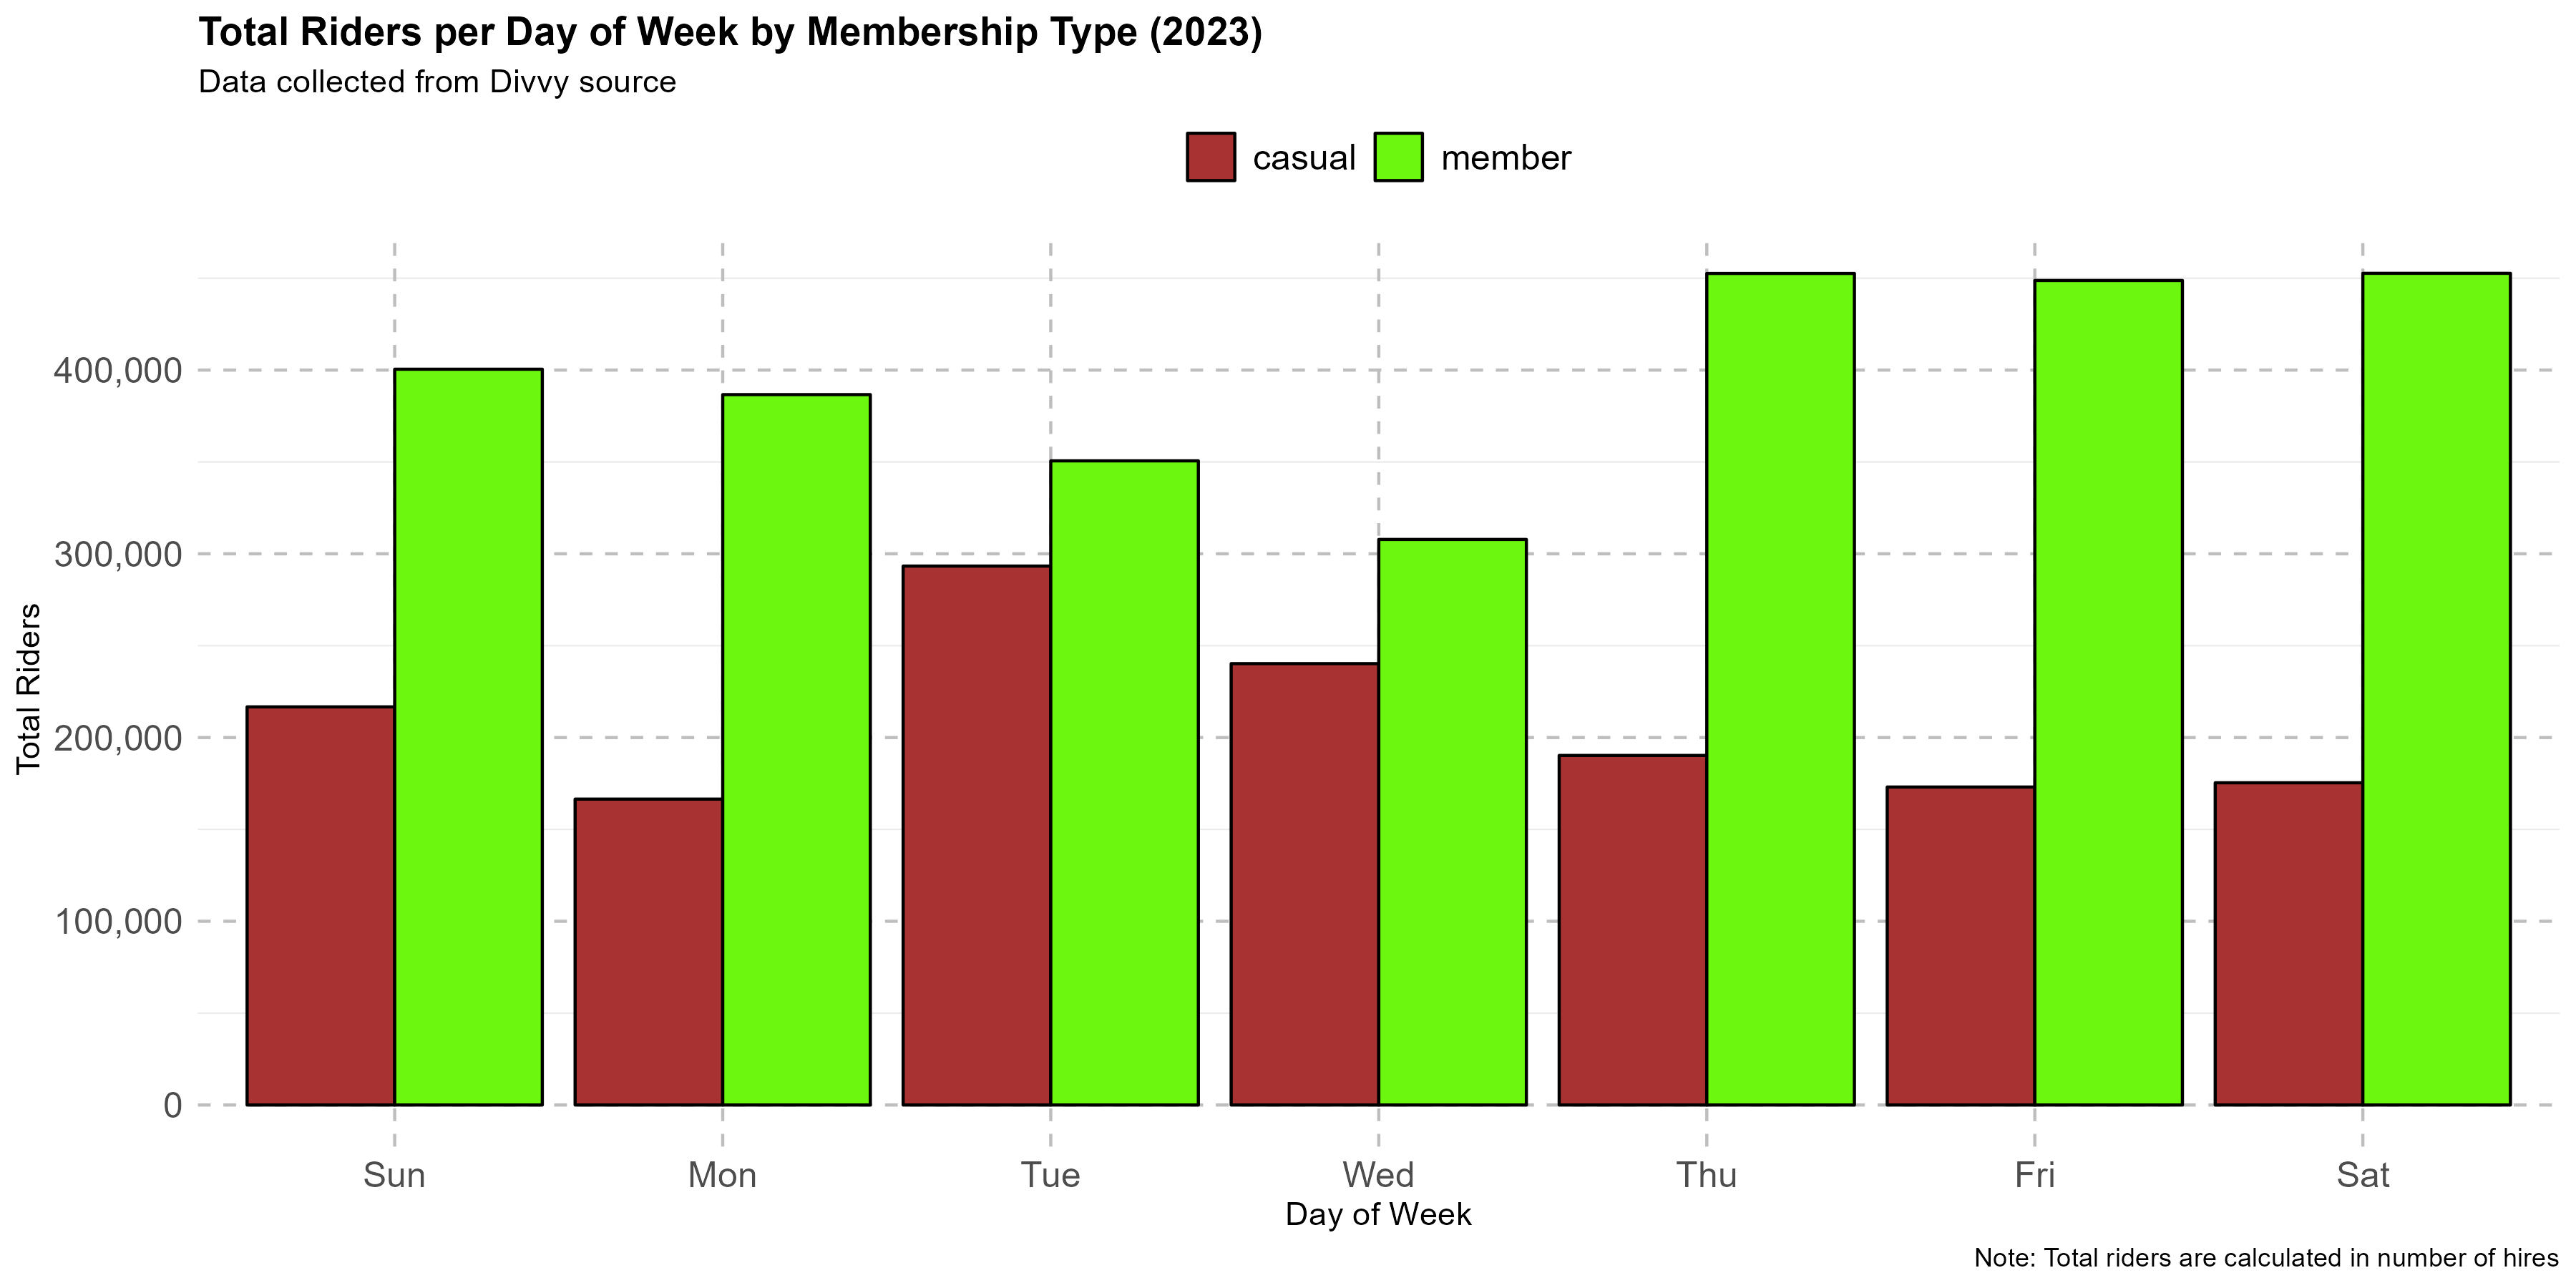 Total Riders per Day of Week by Membership Type (2023)
Data collected from Divvy source
casual member
400,000
300,000
200,000
100,000
0
Total Riders
Sun Mon Tue Wed Thu Fri Sat
Day of Week
Note: Total riders are calculated in number of hires